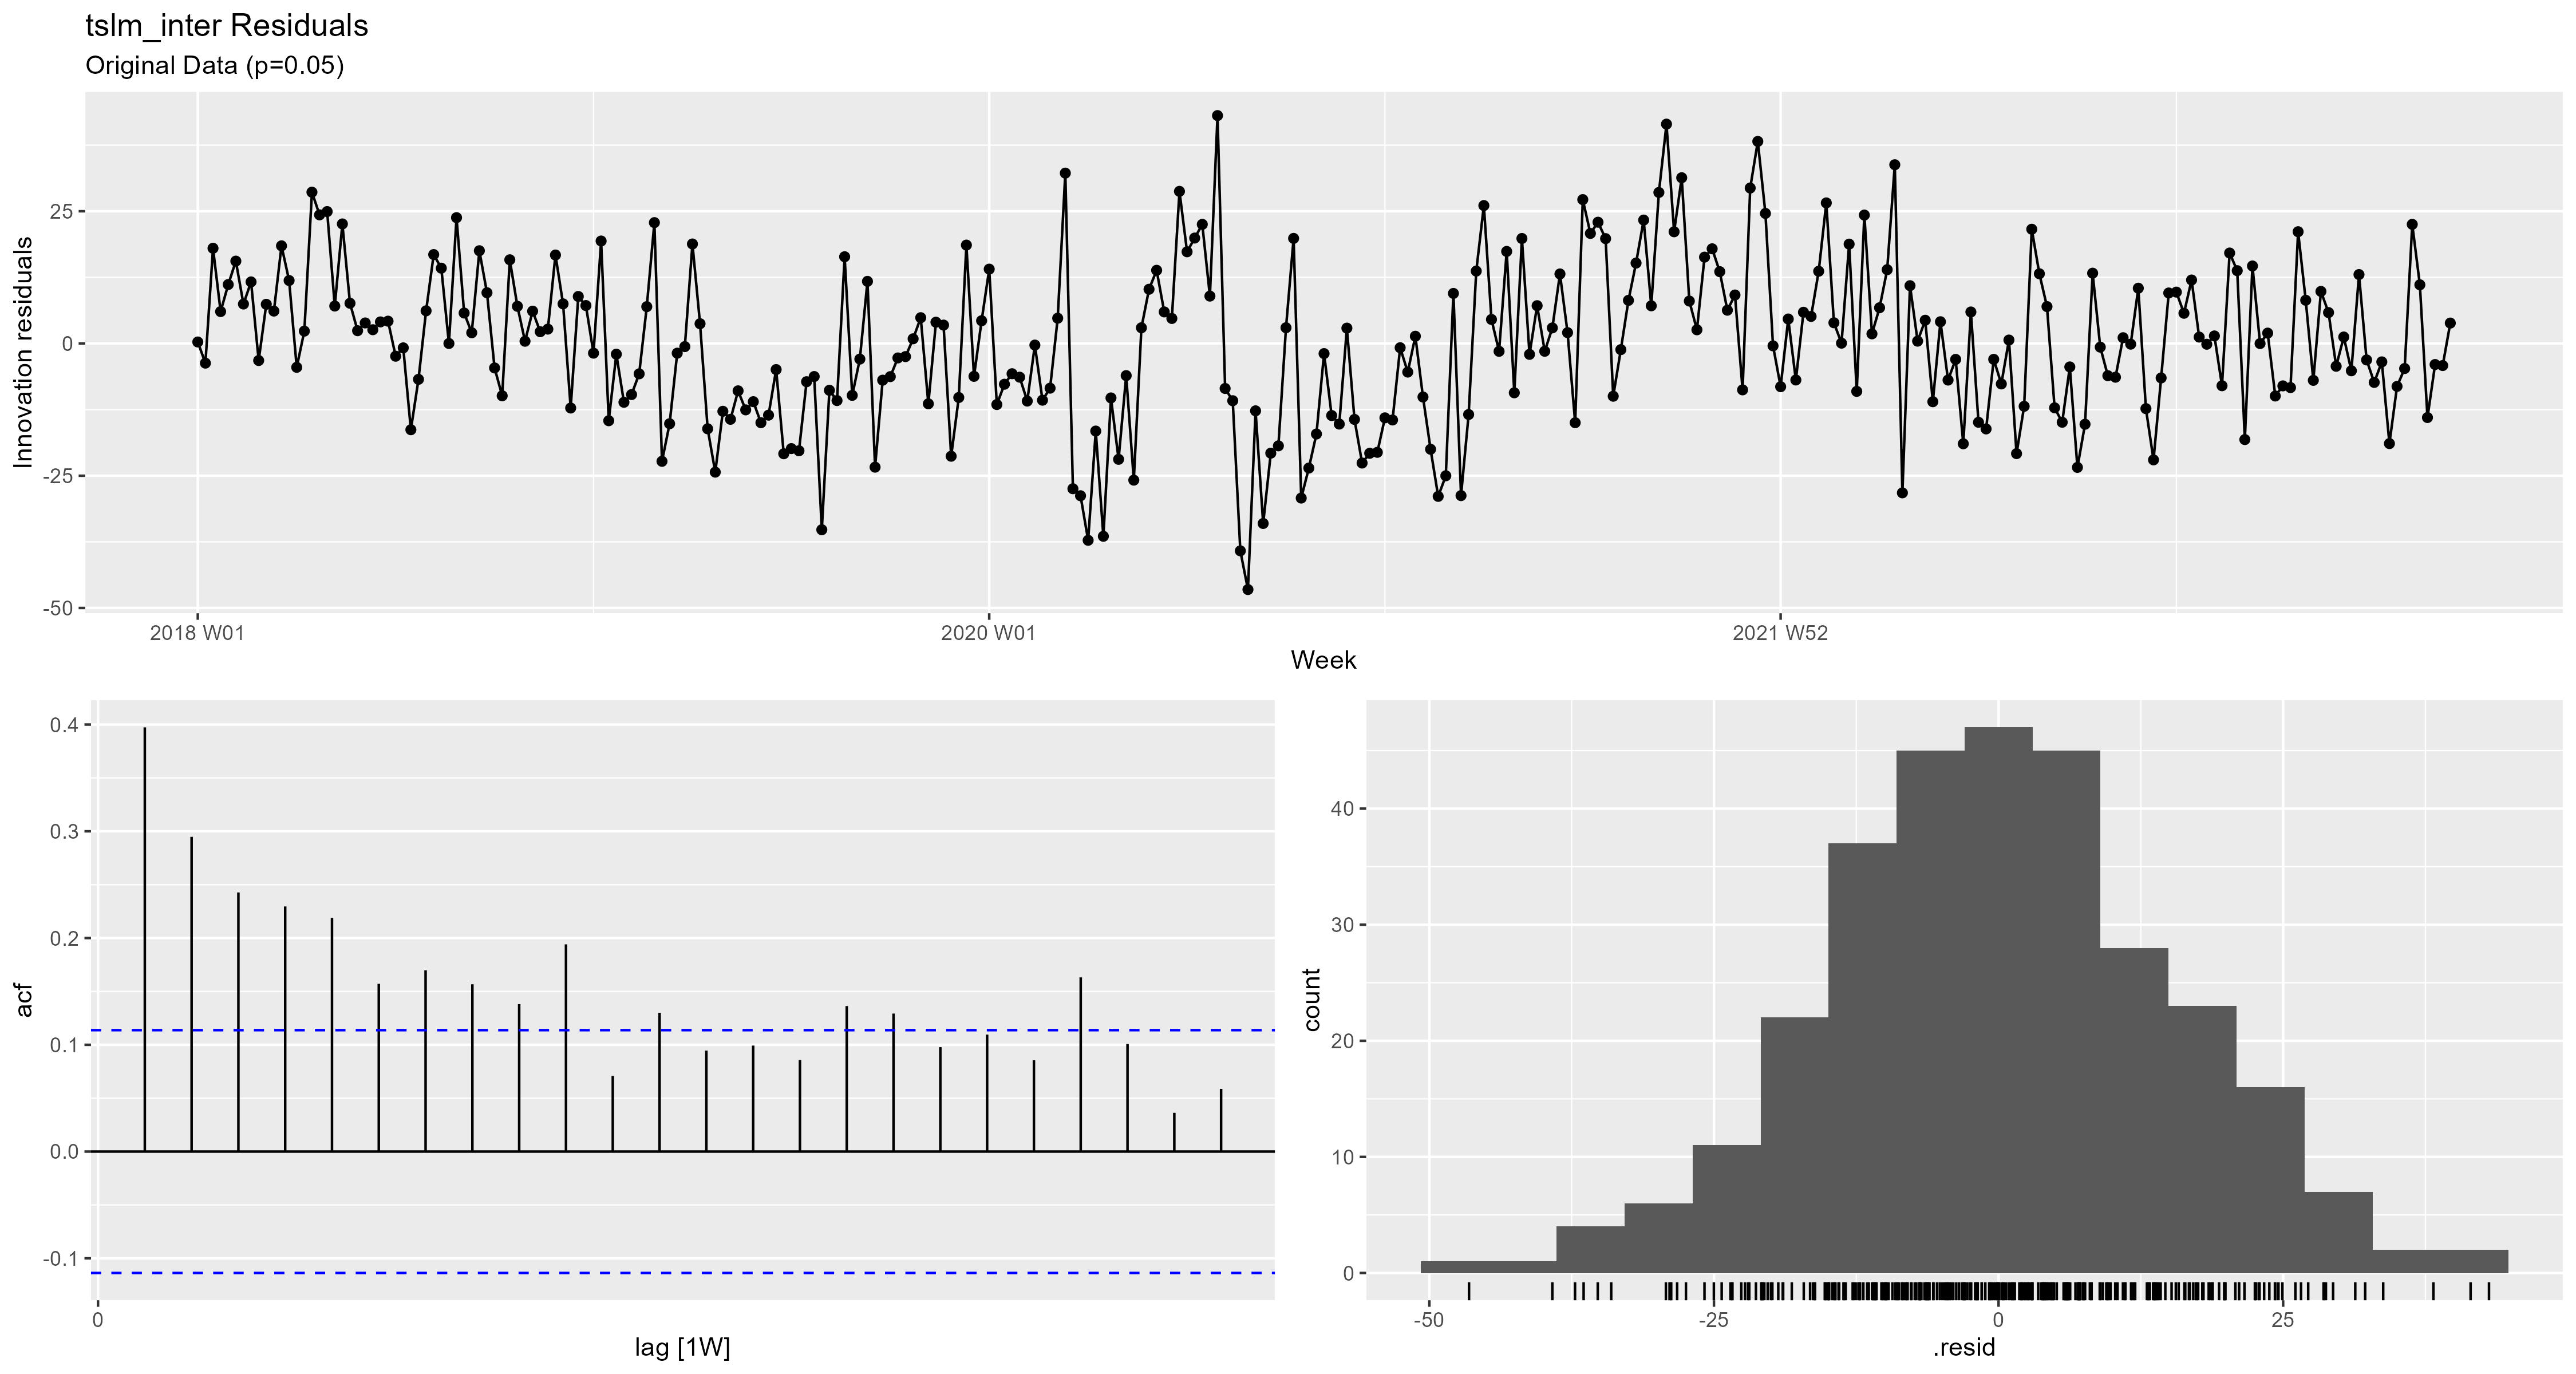 tslm_inter Residuals
Original Data (p=0.05)
Innovation residuals
25
0
-25
-50
2018 W01
2020 W01
2021 W52
Week
acf
0.4
0.3
0.2
0.1
0.0
-0.1
0
lag [1W]
count
40
30
20
10
0
-50
-25
0
25
.resid